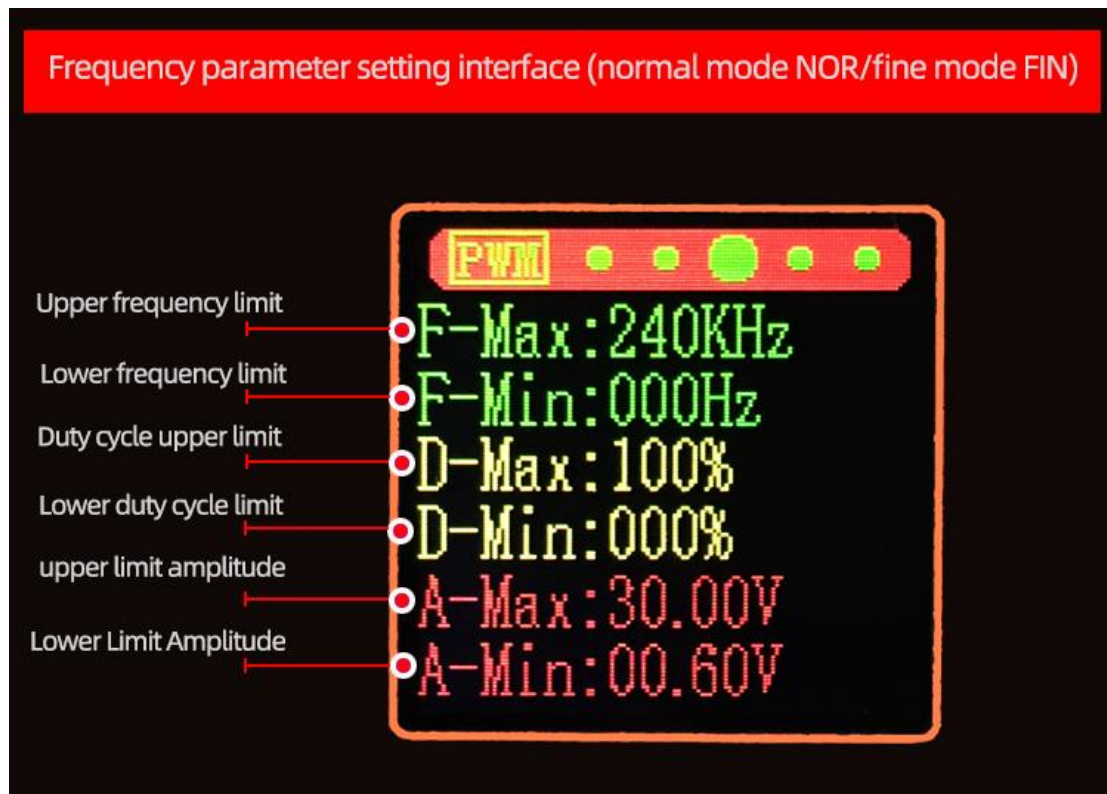 Frequency parameter setting interface (normal mode NOR/fine mode FIN)
PWM
Upper frequency limit
F-Max:240KHz
Lower frequency limit
F-Min:000Hz
Duty cycle upper limit
D-Max:100%
Lower duty cycle limit
D-Min:000%
upper limit amplitude
A-Max:30.00V
Lower Limit Amplitude
A-Min:00.60V